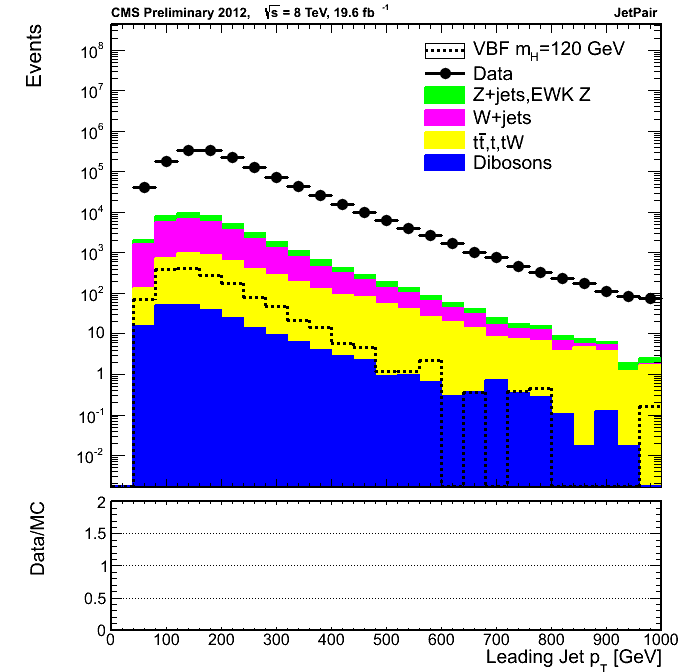 CMS Preliminary 2012, √s = 8 TeV, 19.6 fb⁻¹ JetPair
Events
VBF m_H=120 GeV
Data
Z+jets,EWK Z
W+jets
tt̄,t,tW
Dibosons
10⁸
10⁷
10⁶
10⁵
10⁴
10³
10²
10
1
10⁻¹
10⁻²
Data/MC
2
1.5
1
0.5
0
0 100 200 300 400 500 600 700 800 900 1000
Leading Jet p_T [GeV]